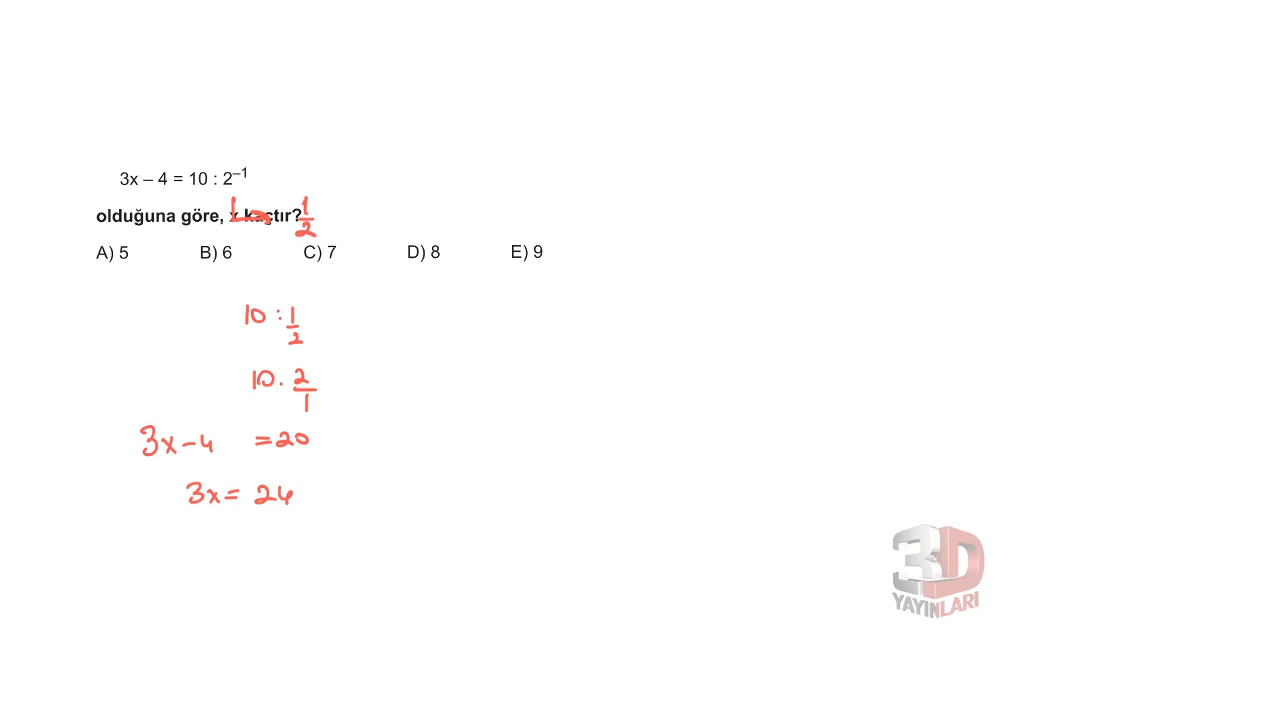 3x – 4 = 10 : 2⁻¹
olduğuna göre, x kaçtır? 1/2
A) 5 B) 6 C) 7 D) 8 E) 9
10 : 1/2
10 . 2/1
3x – 4 = 20
3x = 24
3D
YAYINLARI